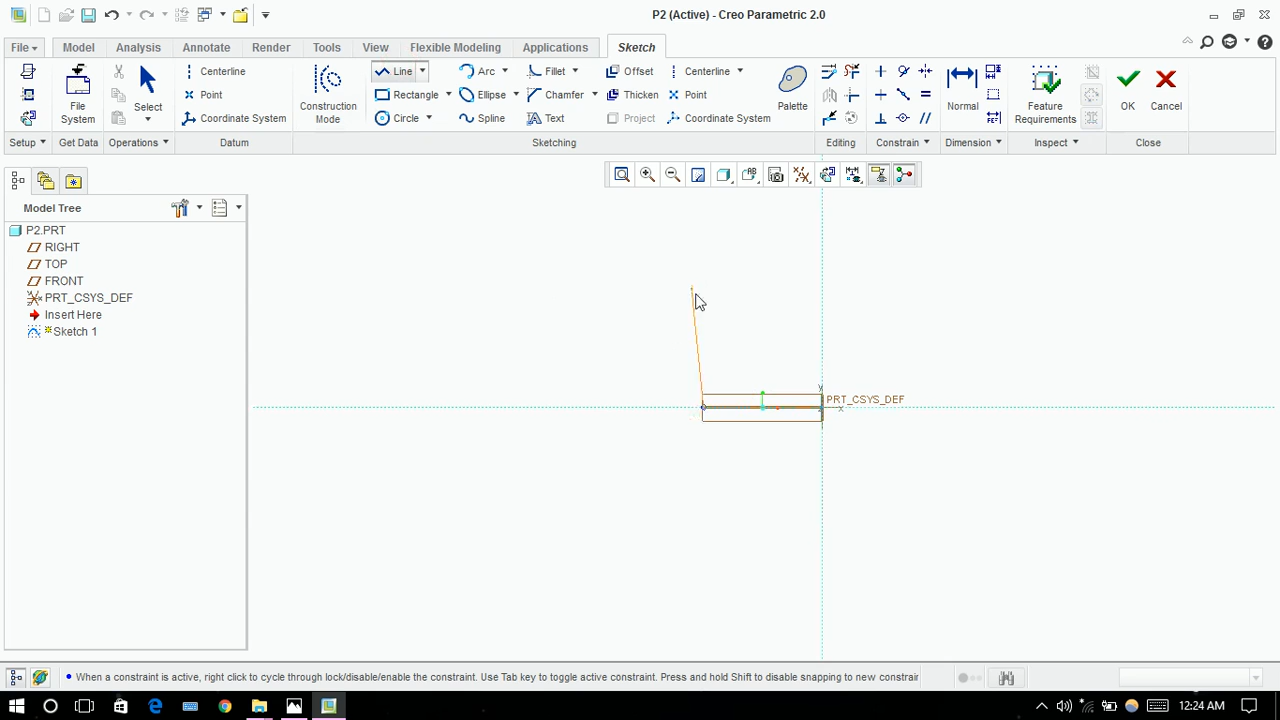 P2 (Active) - Creo Parametric 2.0
File Model Analysis Annotate Render Tools View Flexible Modeling Applications Sketch
Centerline Line Arc Fillet Offset Centerline
File System Select Point Construction Mode Rectangle Ellipse Chamfer Thicken Point Palette Normal Feature Requirements OK Cancel
Coordinate System Circle Spline Text Project Coordinate System
Setup Get Data Operations Datum Sketching Editing Constrain Dimension Inspect Close
Model Tree
P2.PRT
RIGHT
TOP
FRONT
PRT_CSYS_DEF
Insert Here
Sketch 1
y
PRT_CSYS_DEF
x
When a constraint is active, right click to cycle through lock/disable/enable the constraint. Use Tab key to toggle active constraint. Press and hold Shift to disable snapping to new constrain
12:24 AM